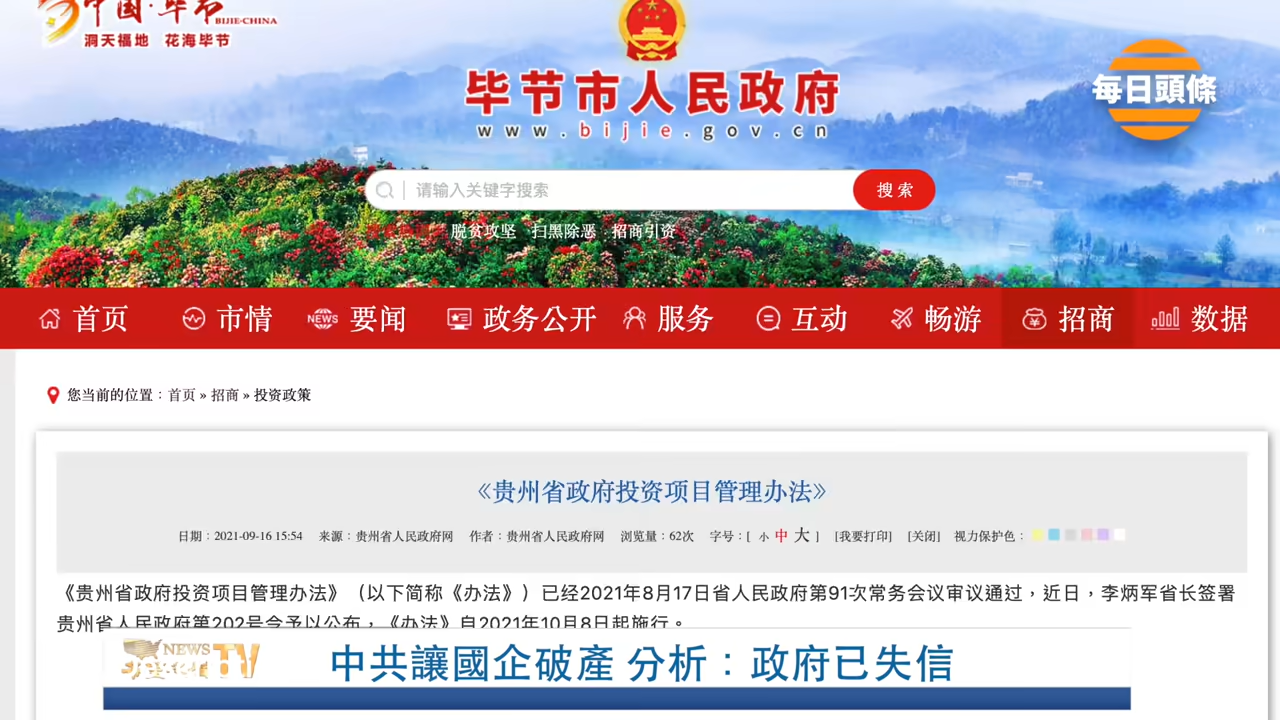 中国·毕节 BIJIE·CHINA
洞天福地 花海毕节
每日頭條
毕节市人民政府
www.bijie.gov.cn
请输入关键字搜索
搜 索
脱贫攻坚 扫黑除恶 招商引资
首页 市情 NEWS 要闻 政务公开 服务 互动 畅游 招商 数据
您当前的位置：首页 » 招商 » 投资政策
《贵州省政府投资项目管理办法》
日期：2021-09-16 15:54 来源：贵州省人民政府网 作者：贵州省人民政府网 浏览量：62次 字号：[ 小 中 大 ] [我要打印] [关闭] 视力保护色：
《贵州省政府投资项目管理办法》（以下简称《办法》）已经2021年8月17日省人民政府第91次常务会议审议通过，近日，李炳军省长签署
贵州省人民政府第202号令予以公布，《办法》自2021年10月8日起施行。
NEWS
中共讓國企破產 分析：政府已失信